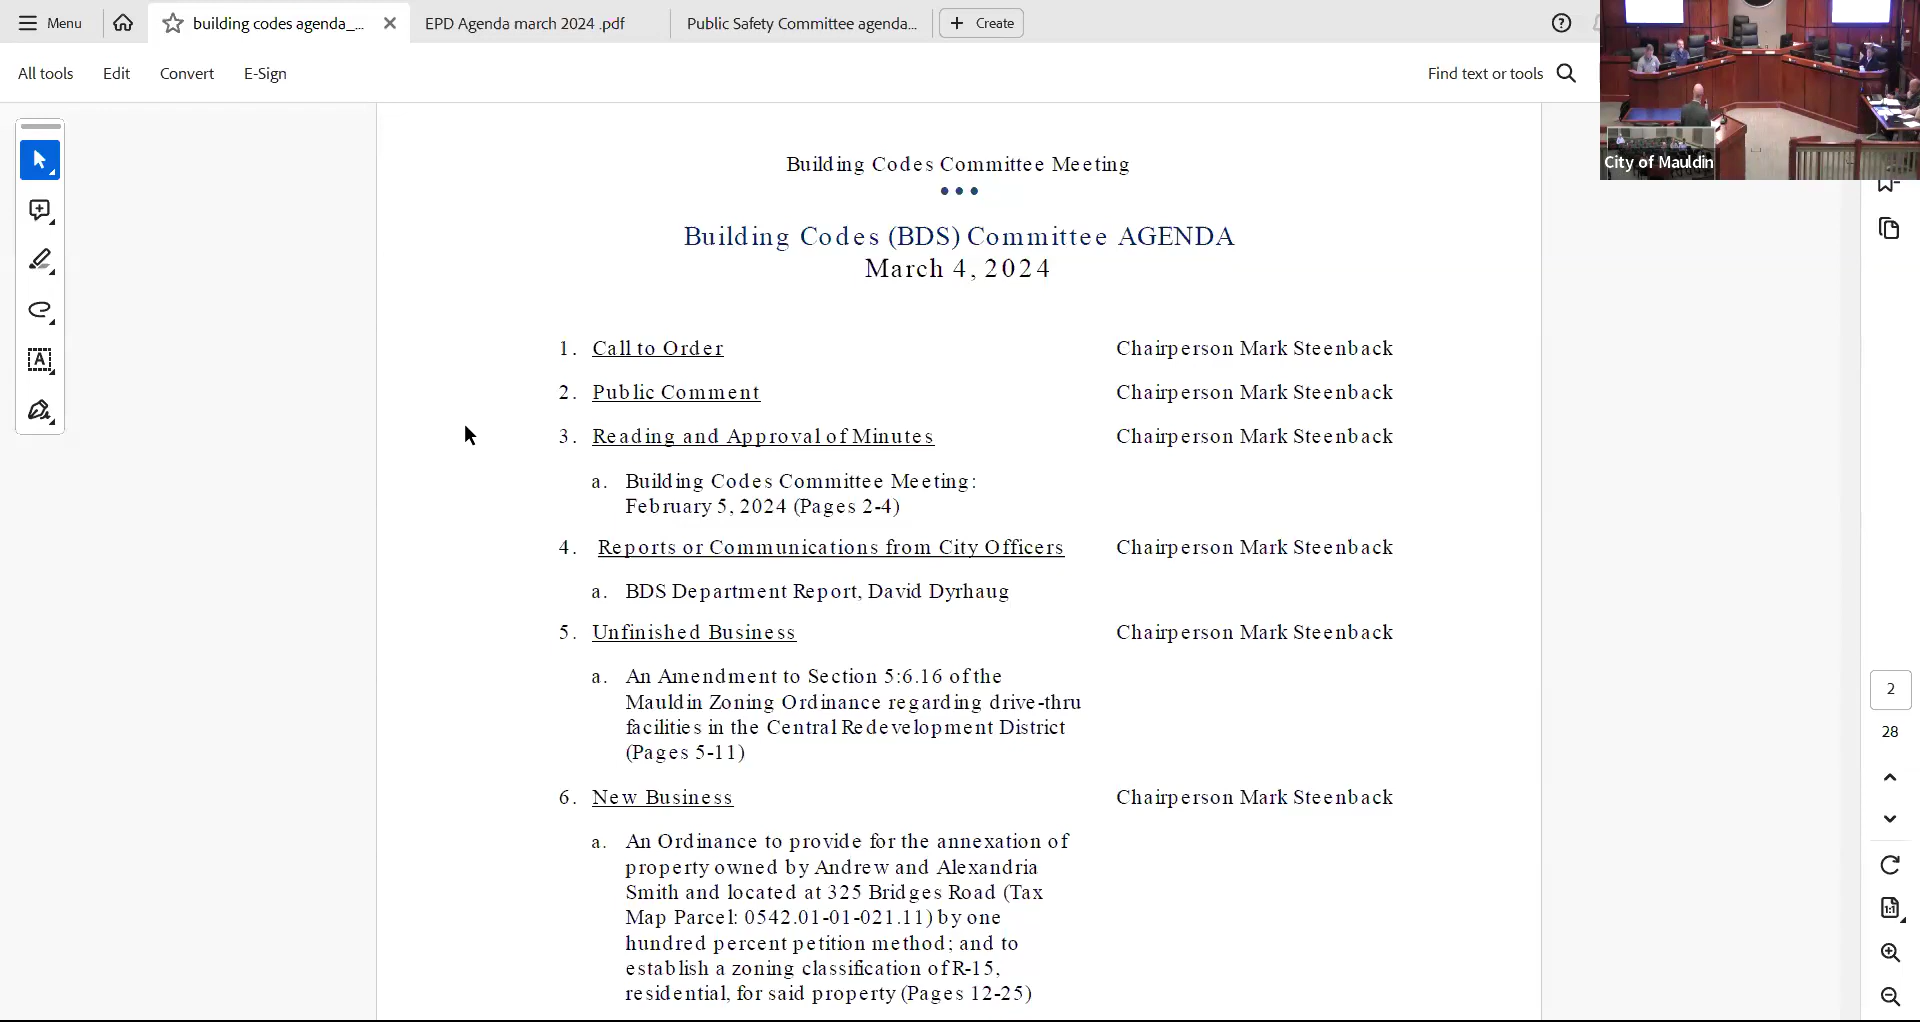 Menu
building codes agenda_...
EPD Agenda march 2024 .pdf
Public Safety Committee agenda...
+ Create
All tools
Edit
Convert
E-Sign
Find text or tools
City of Mauldin
Building Codes Committee Meeting
Building Codes (BDS) Committee AGENDA
March 4, 2024
1. Call to Order Chairperson Mark Steenback
2. Public Comment Chairperson Mark Steenback
3. Reading and Approval of Minutes Chairperson Mark Steenback
a. Building Codes Committee Meeting:
February 5, 2024 (Pages 2-4)
4. Reports or Communications from City Officers Chairperson Mark Steenback
a. BDS Department Report, David Dyrhaug
5. Unfinished Business Chairperson Mark Steenback
a. An Amendment to Section 5:6.16 of the
Mauldin Zoning Ordinance regarding drive-thru
facilities in the Central Redevelopment District
(Pages 5-11)
6. New Business Chairperson Mark Steenback
a. An Ordinance to provide for the annexation of
property owned by Andrew and Alexandria
Smith and located at 325 Bridges Road (Tax
Map Parcel: 0542.01-01-021.11) by one
hundred percent petition method; and to
establish a zoning classification of R-15,
residential, for said property (Pages 12-25)
2
28